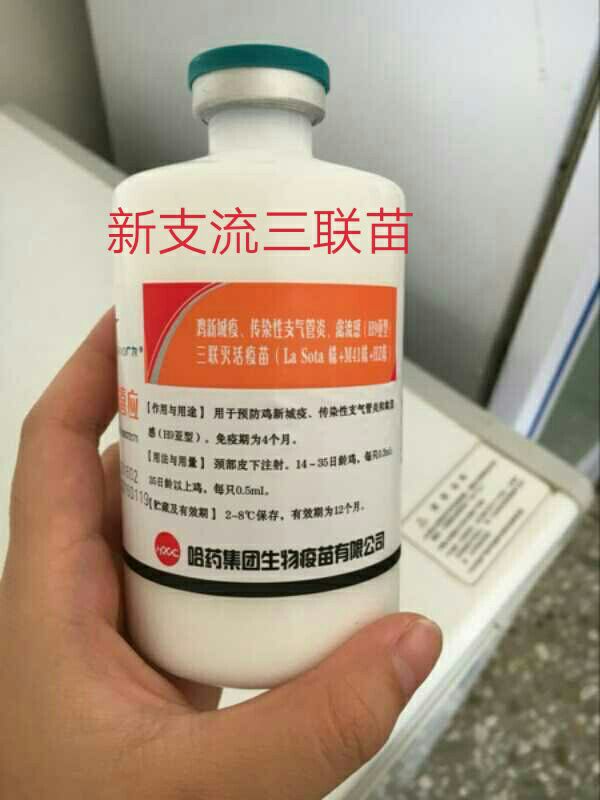 新支流三联苗
鸡新城疫、传染性支气管炎、禽流感（H9亚型）
三联灭活疫苗（La Sota 株+M41株+HZ株）
【作用与用途】 用于预防鸡新城疫、传染性支气管炎和禽流
感（H9亚型）。免疫期为4个月。
【用法与用量】 颈部皮下注射。14-35日龄鸡，每只0.3ml
35日龄以上鸡，每只0.5mL
【贮藏及有效期】 2-8℃保存，有效期为12个月。
哈药集团生物疫苗有限公司